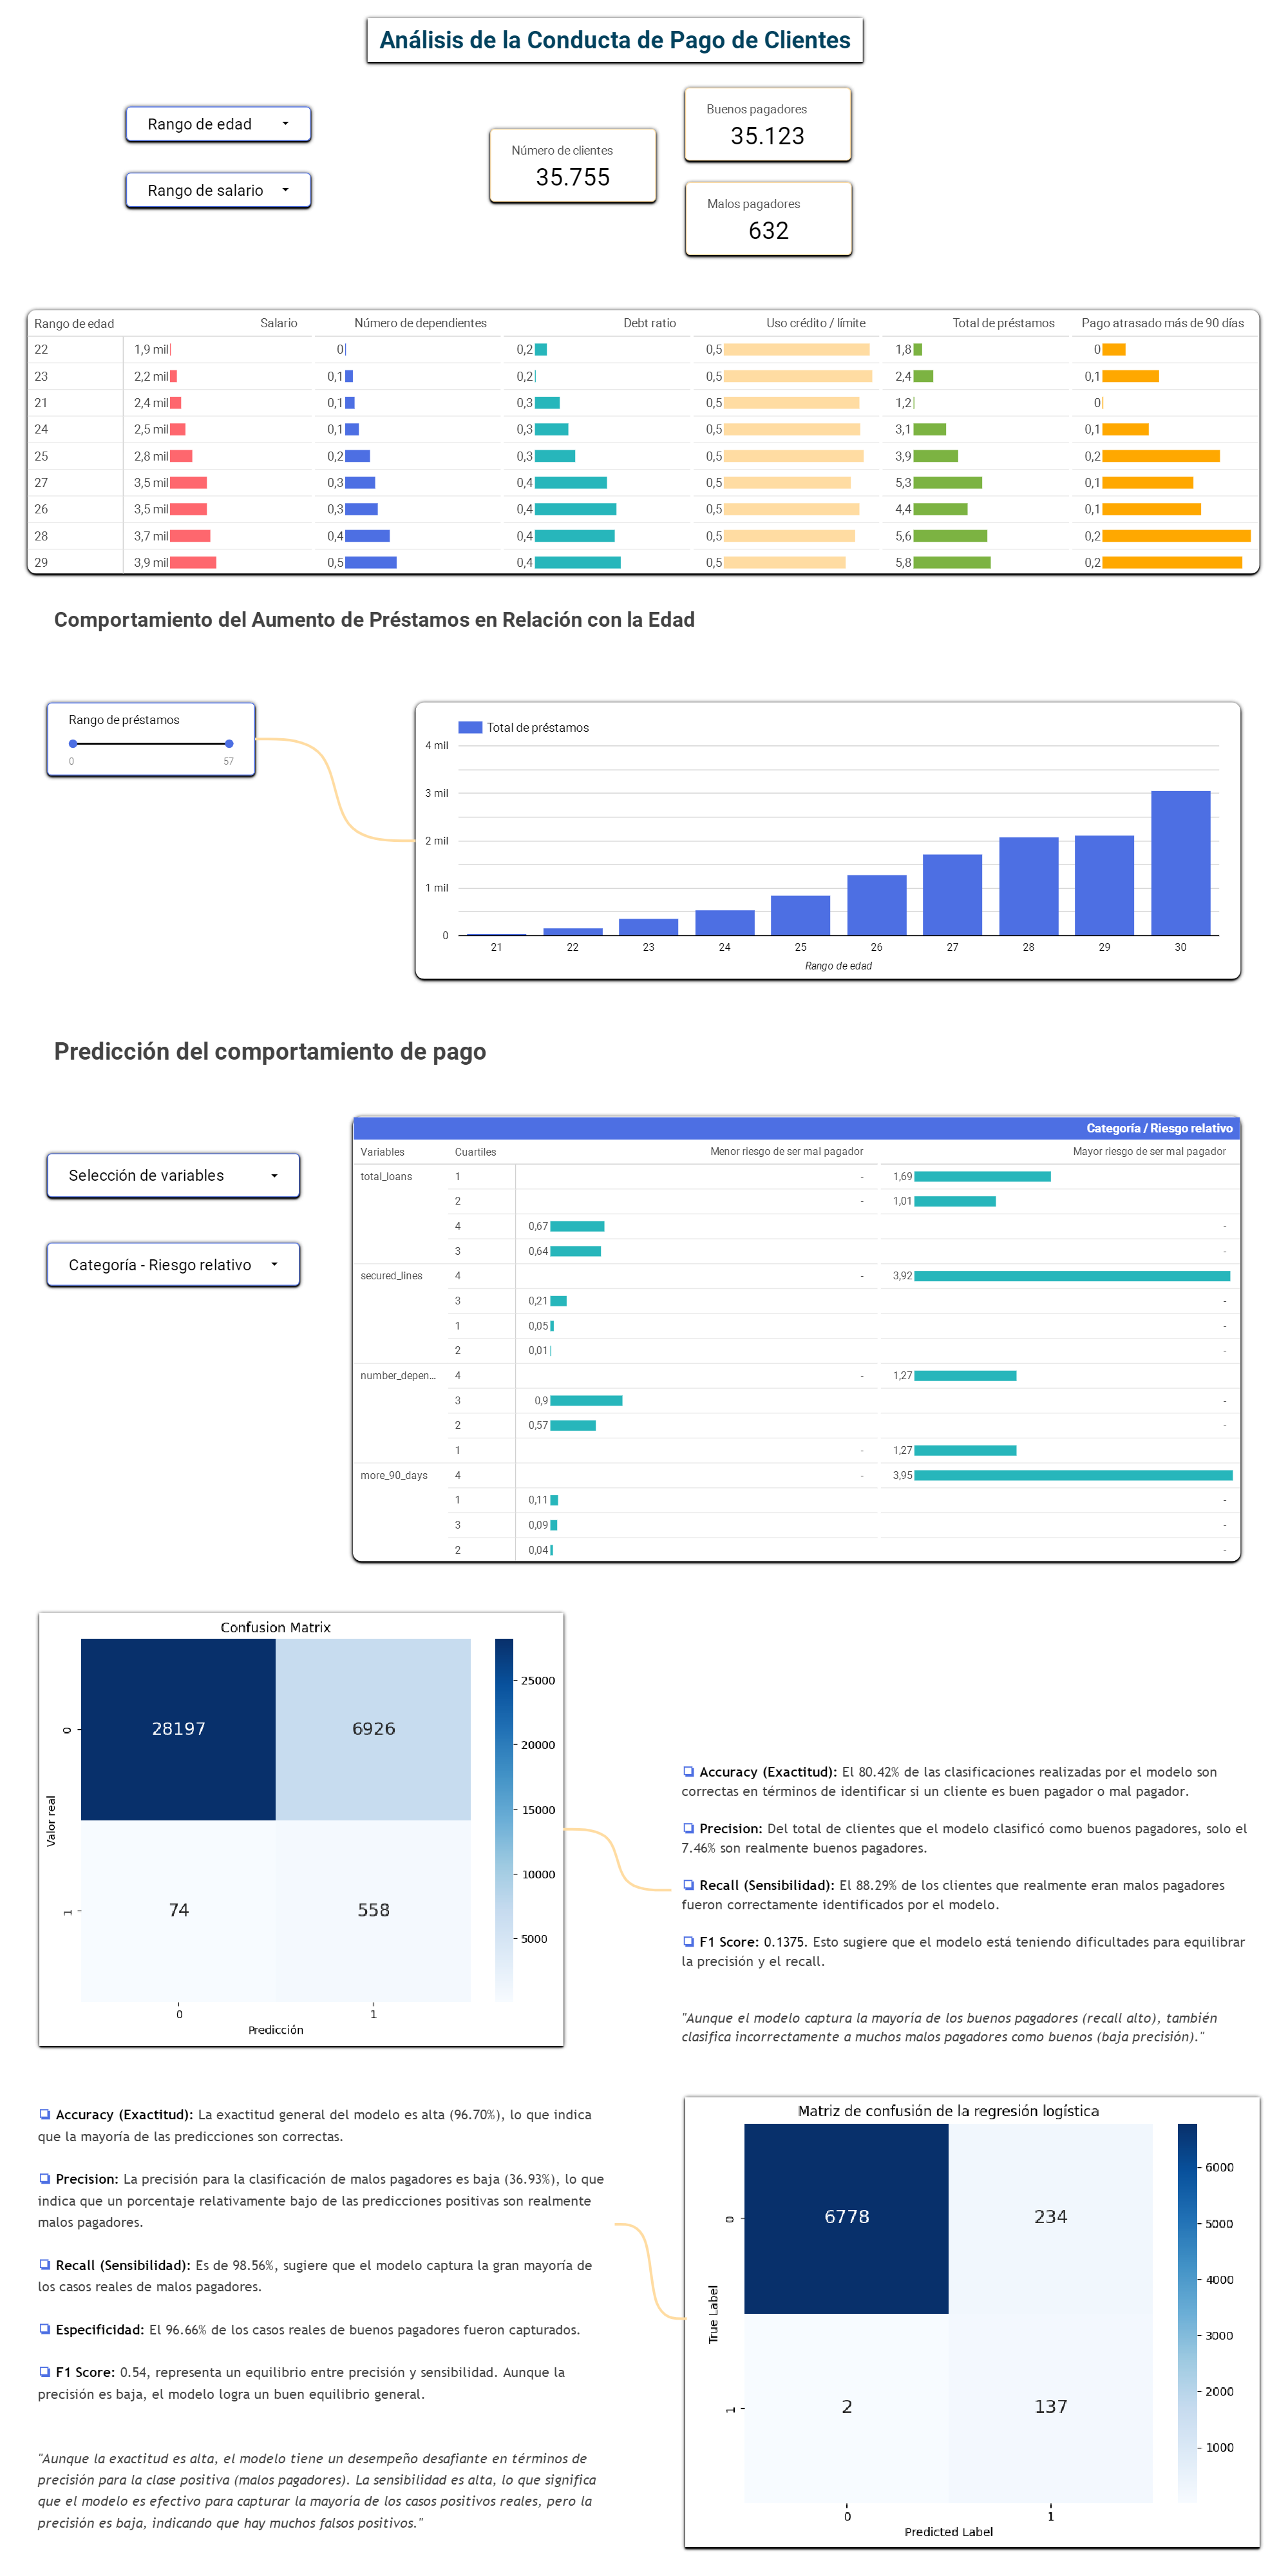 Análisis de la Conducta de Pago de Clientes
Rango de edad
Rango de salario
Número de clientes
35.755
Buenos pagadores
35.123
Malos pagadores
632
Rango de edad Salario Número de dependientes Debt ratio Uso crédito / límite Total de préstamos Pago atrasado más de 90 días
22 1,9 mil 0 0,2 0,5 1,8 0
23 2,2 mil 0,1 0,2 0,5 2,4 0,1
21 2,4 mil 0,1 0,3 0,5 1,2 0
24 2,5 mil 0,1 0,3 0,5 3,1 0,1
25 2,8 mil 0,2 0,3 0,5 3,9 0,2
27 3,5 mil 0,3 0,4 0,5 5,3 0,1
26 3,5 mil 0,3 0,4 0,5 4,4 0,1
28 3,7 mil 0,4 0,4 0,5 5,6 0,2
29 3,9 mil 0,5 0,4 0,5 5,8 0,2
Comportamiento del Aumento de Préstamos en Relación con la Edad
Rango de préstamos
0 57
Total de préstamos
4 mil
3 mil
2 mil
1 mil
0
21 22 23 24 25 26 27 28 29 30
Rango de edad
Predicción del comportamiento de pago
Selección de variables
Categoría - Riesgo relativo
Categoría / Riesgo relativo
Variables Cuartiles Menor riesgo de ser mal pagador Mayor riesgo de ser mal pagador
total_loans 1 - 1,69
2 - 1,01
4 0,67 -
3 0,64 -
secured_lines 4 - 3,92
3 0,21 -
1 0,05 -
2 0,01 -
number_depen... 4 - 1,27
3 0,9 -
2 0,57 -
1 - 1,27
more_90_days 4 - 3,95
1 0,11 -
3 0,09 -
2 0,04 -
Confusion Matrix
28197 6926
74 558
0
1
Valor real
0 1
Predicción
25000
20000
15000
10000
5000
❏ Accuracy (Exactitud): El 80.42% de las clasificaciones realizadas por el modelo son
correctas en términos de identificar si un cliente es buen pagador o mal pagador.
❏ Precision: Del total de clientes que el modelo clasificó como buenos pagadores, solo el
7.46% son realmente buenos pagadores.
❏ Recall (Sensibilidad): El 88.29% de los clientes que realmente eran malos pagadores
fueron correctamente identificados por el modelo.
❏ F1 Score: 0.1375. Esto sugiere que el modelo está teniendo dificultades para equilibrar
la precisión y el recall.
"Aunque el modelo captura la mayoría de los buenos pagadores (recall alto), también
clasifica incorrectamente a muchos malos pagadores como buenos (baja precisión)."
❏ Accuracy (Exactitud): La exactitud general del modelo es alta (96.70%), lo que indica
que la mayoría de las predicciones son correctas.
❏ Precision: La precisión para la clasificación de malos pagadores es baja (36.93%), lo que
indica que un porcentaje relativamente bajo de las predicciones positivas son realmente
malos pagadores.
❏ Recall (Sensibilidad): Es de 98.56%, sugiere que el modelo captura la gran mayoría de
los casos reales de malos pagadores.
❏ Especificidad: El 96.66% de los casos reales de buenos pagadores fueron capturados.
❏ F1 Score: 0.54, representa un equilibrio entre precisión y sensibilidad. Aunque la
precisión es baja, el modelo logra un buen equilibrio general.
"Aunque la exactitud es alta, el modelo tiene un desempeño desafiante en términos de
precisión para la clase positiva (malos pagadores). La sensibilidad es alta, lo que significa
que el modelo es efectivo para capturar la mayoría de los casos positivos reales, pero la
precisión es baja, indicando que hay muchos falsos positivos."
Matriz de confusión de la regresión logística
6778 234
2 137
0
1
True Label
0 1
Predicted Label
6000
5000
4000
3000
2000
1000